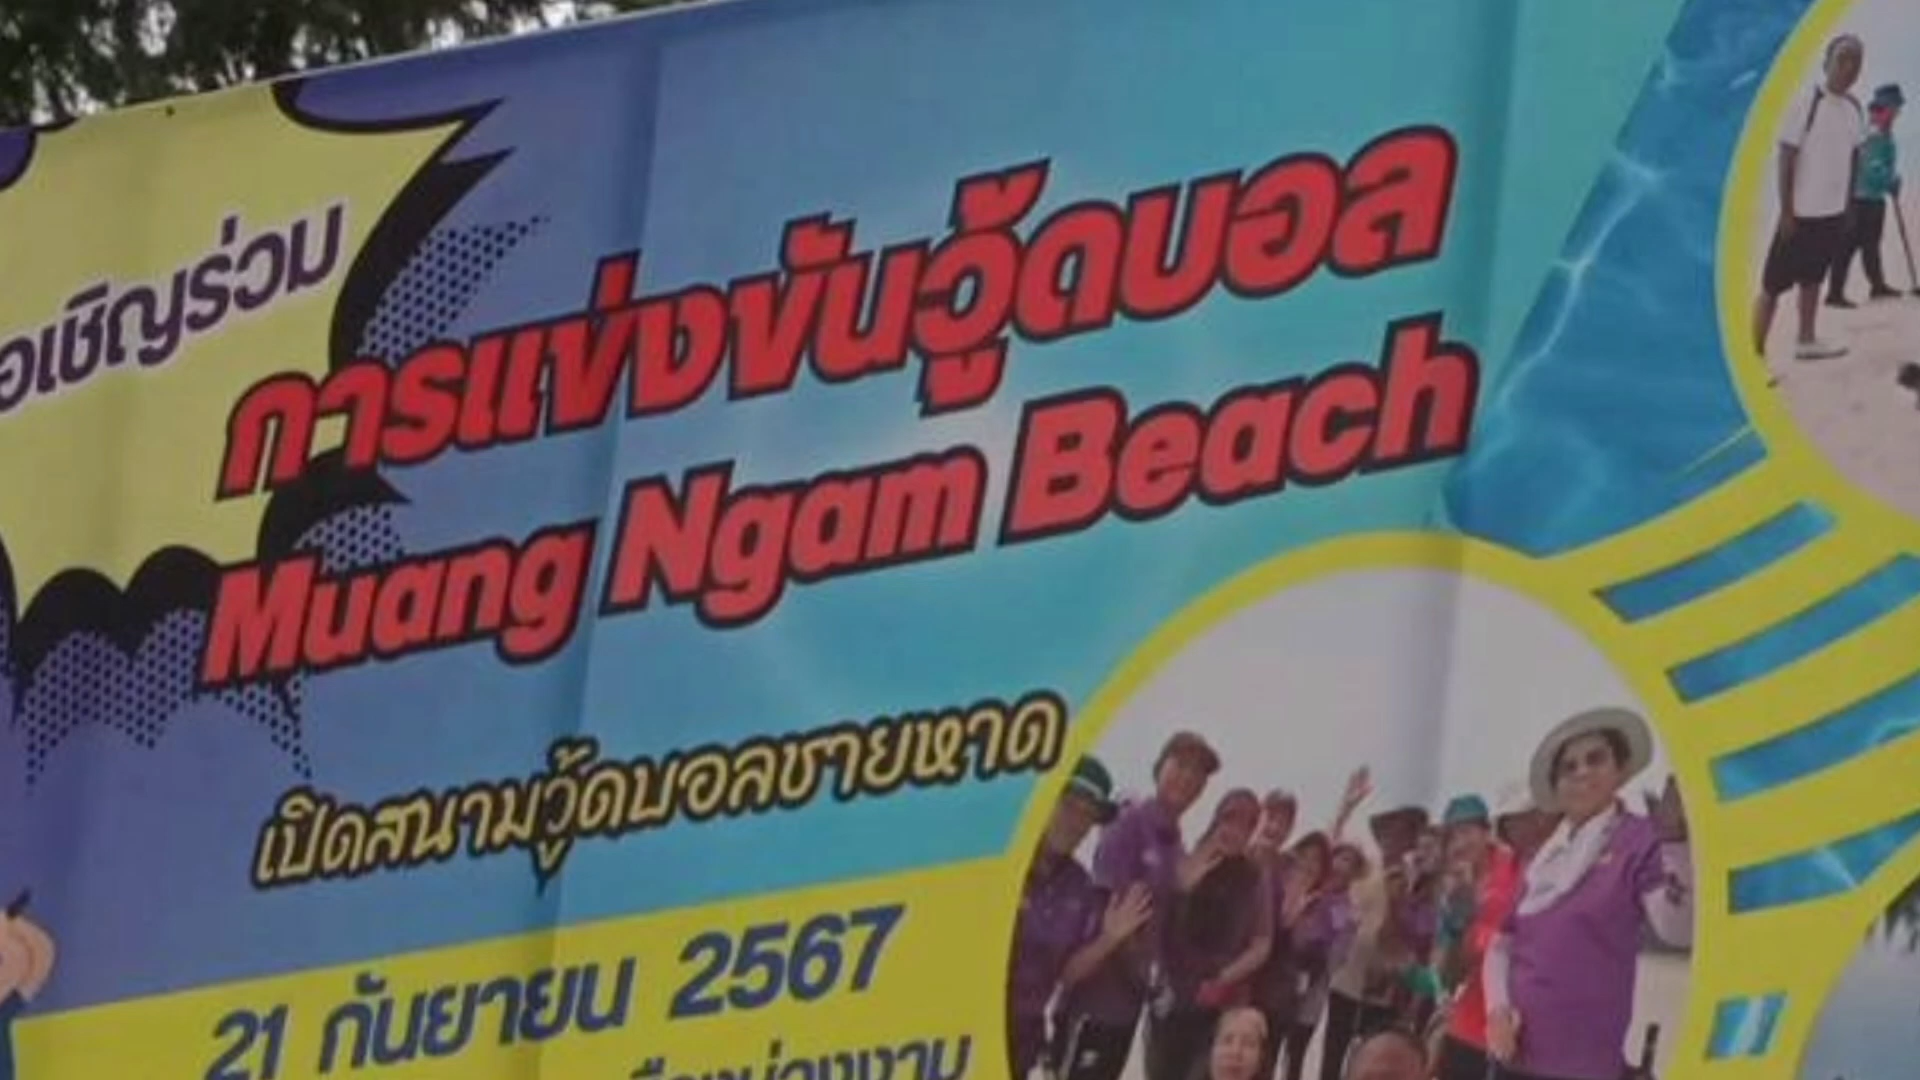 อเชิญร่วม
การแข่งขันวู้ดบอล
Muang Ngam Beach
เปิดสนามวู้ดบอลชายหาด
21 กันยายน 2567